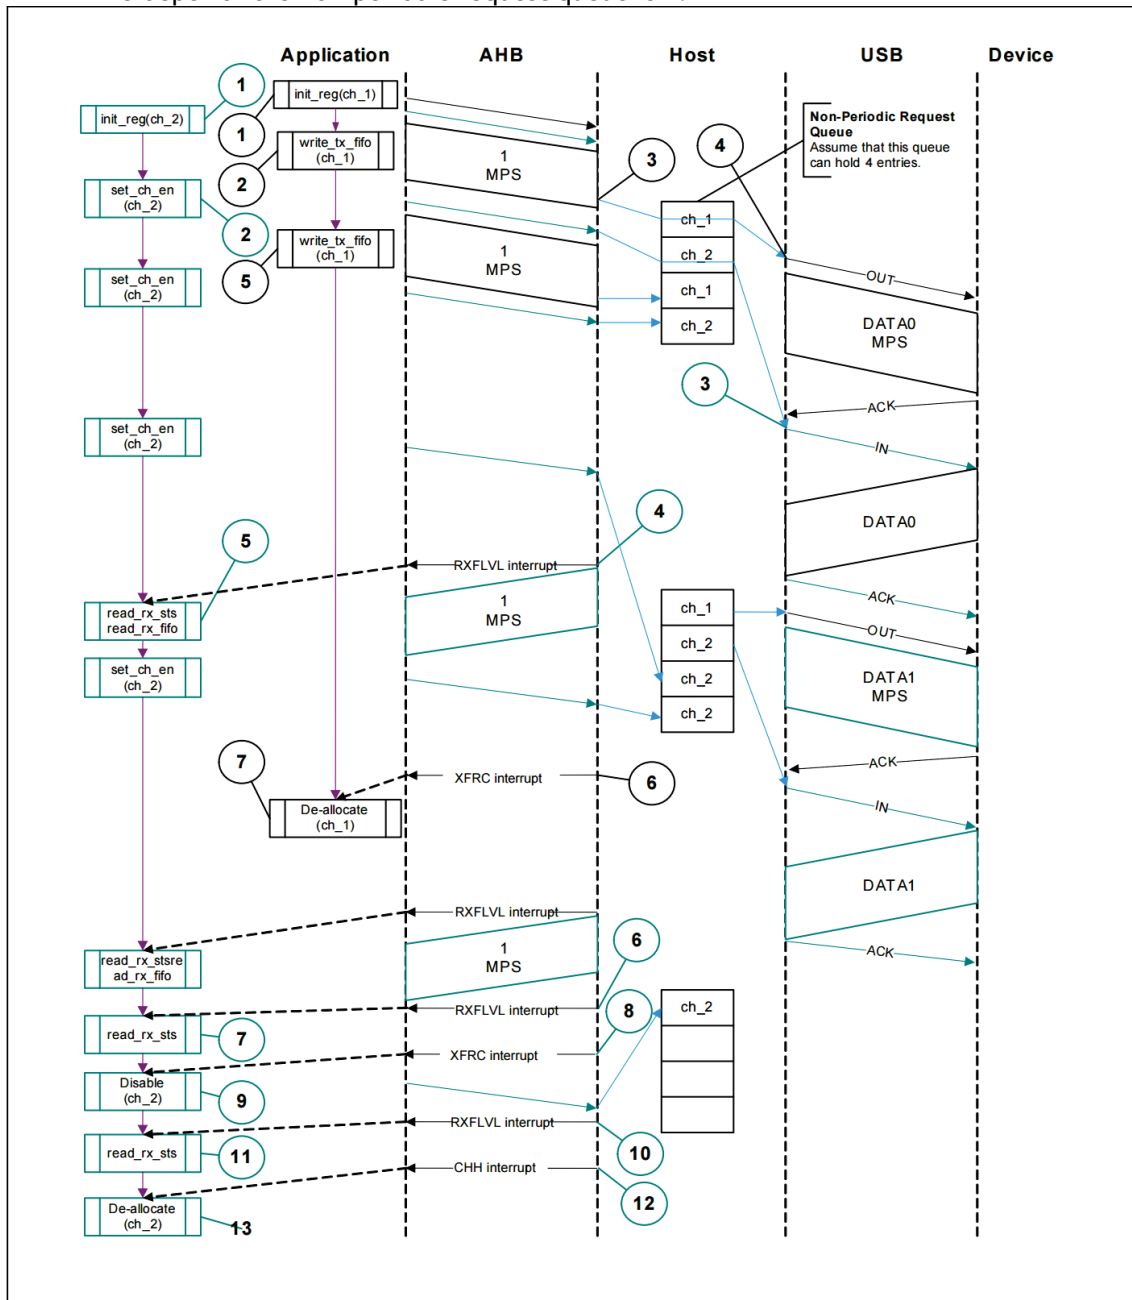 Application AHB Host USB Device
1
init_reg(ch_1)
init_reg(ch_2)
1
Non-Periodic Request
Queue
Assume that this queue
can hold 4 entries.
write_tx_fifo
(ch_1)
1
MPS
3
4
2
set_ch_en
(ch_2)
2
ch_1
ch_2
ch_1
ch_2
write_tx_fifo
(ch_1)
5
1
MPS
set_ch_en
(ch_2)
OUT
DATA0
MPS
3
ACK
set_ch_en
(ch_2)
IN
4
DATA0
5
RXFLVL interrupt
ACK
read_rx_sts
read_rx_fifo
1
MPS
ch_1
ch_2
ch_2
ch_2
OUT
set_ch_en
(ch_2)
DATA1
MPS
7
XFRC interrupt
6
ACK
De-allocate
(ch_1)
IN
DATA1
RXFLVL interrupt
6
1
MPS
ACK
read_rx_stsre
ad_rx_fifo
RXFLVL interrupt
8
ch_2
read_rx_sts
7
XFRC interrupt
Disable
(ch_2)
9
RXFLVL interrupt
10
read_rx_sts
11
CHH interrupt
12
De-allocate
(ch_2)
13